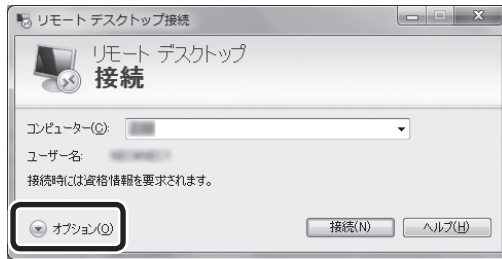 リモート デスクトップ接続
リモート デスクトップ
接続
コンピューター(C):
ユーザー名:
接続時には資格情報を要求されます。
オプション(O) 接続(N) ヘルプ(H)